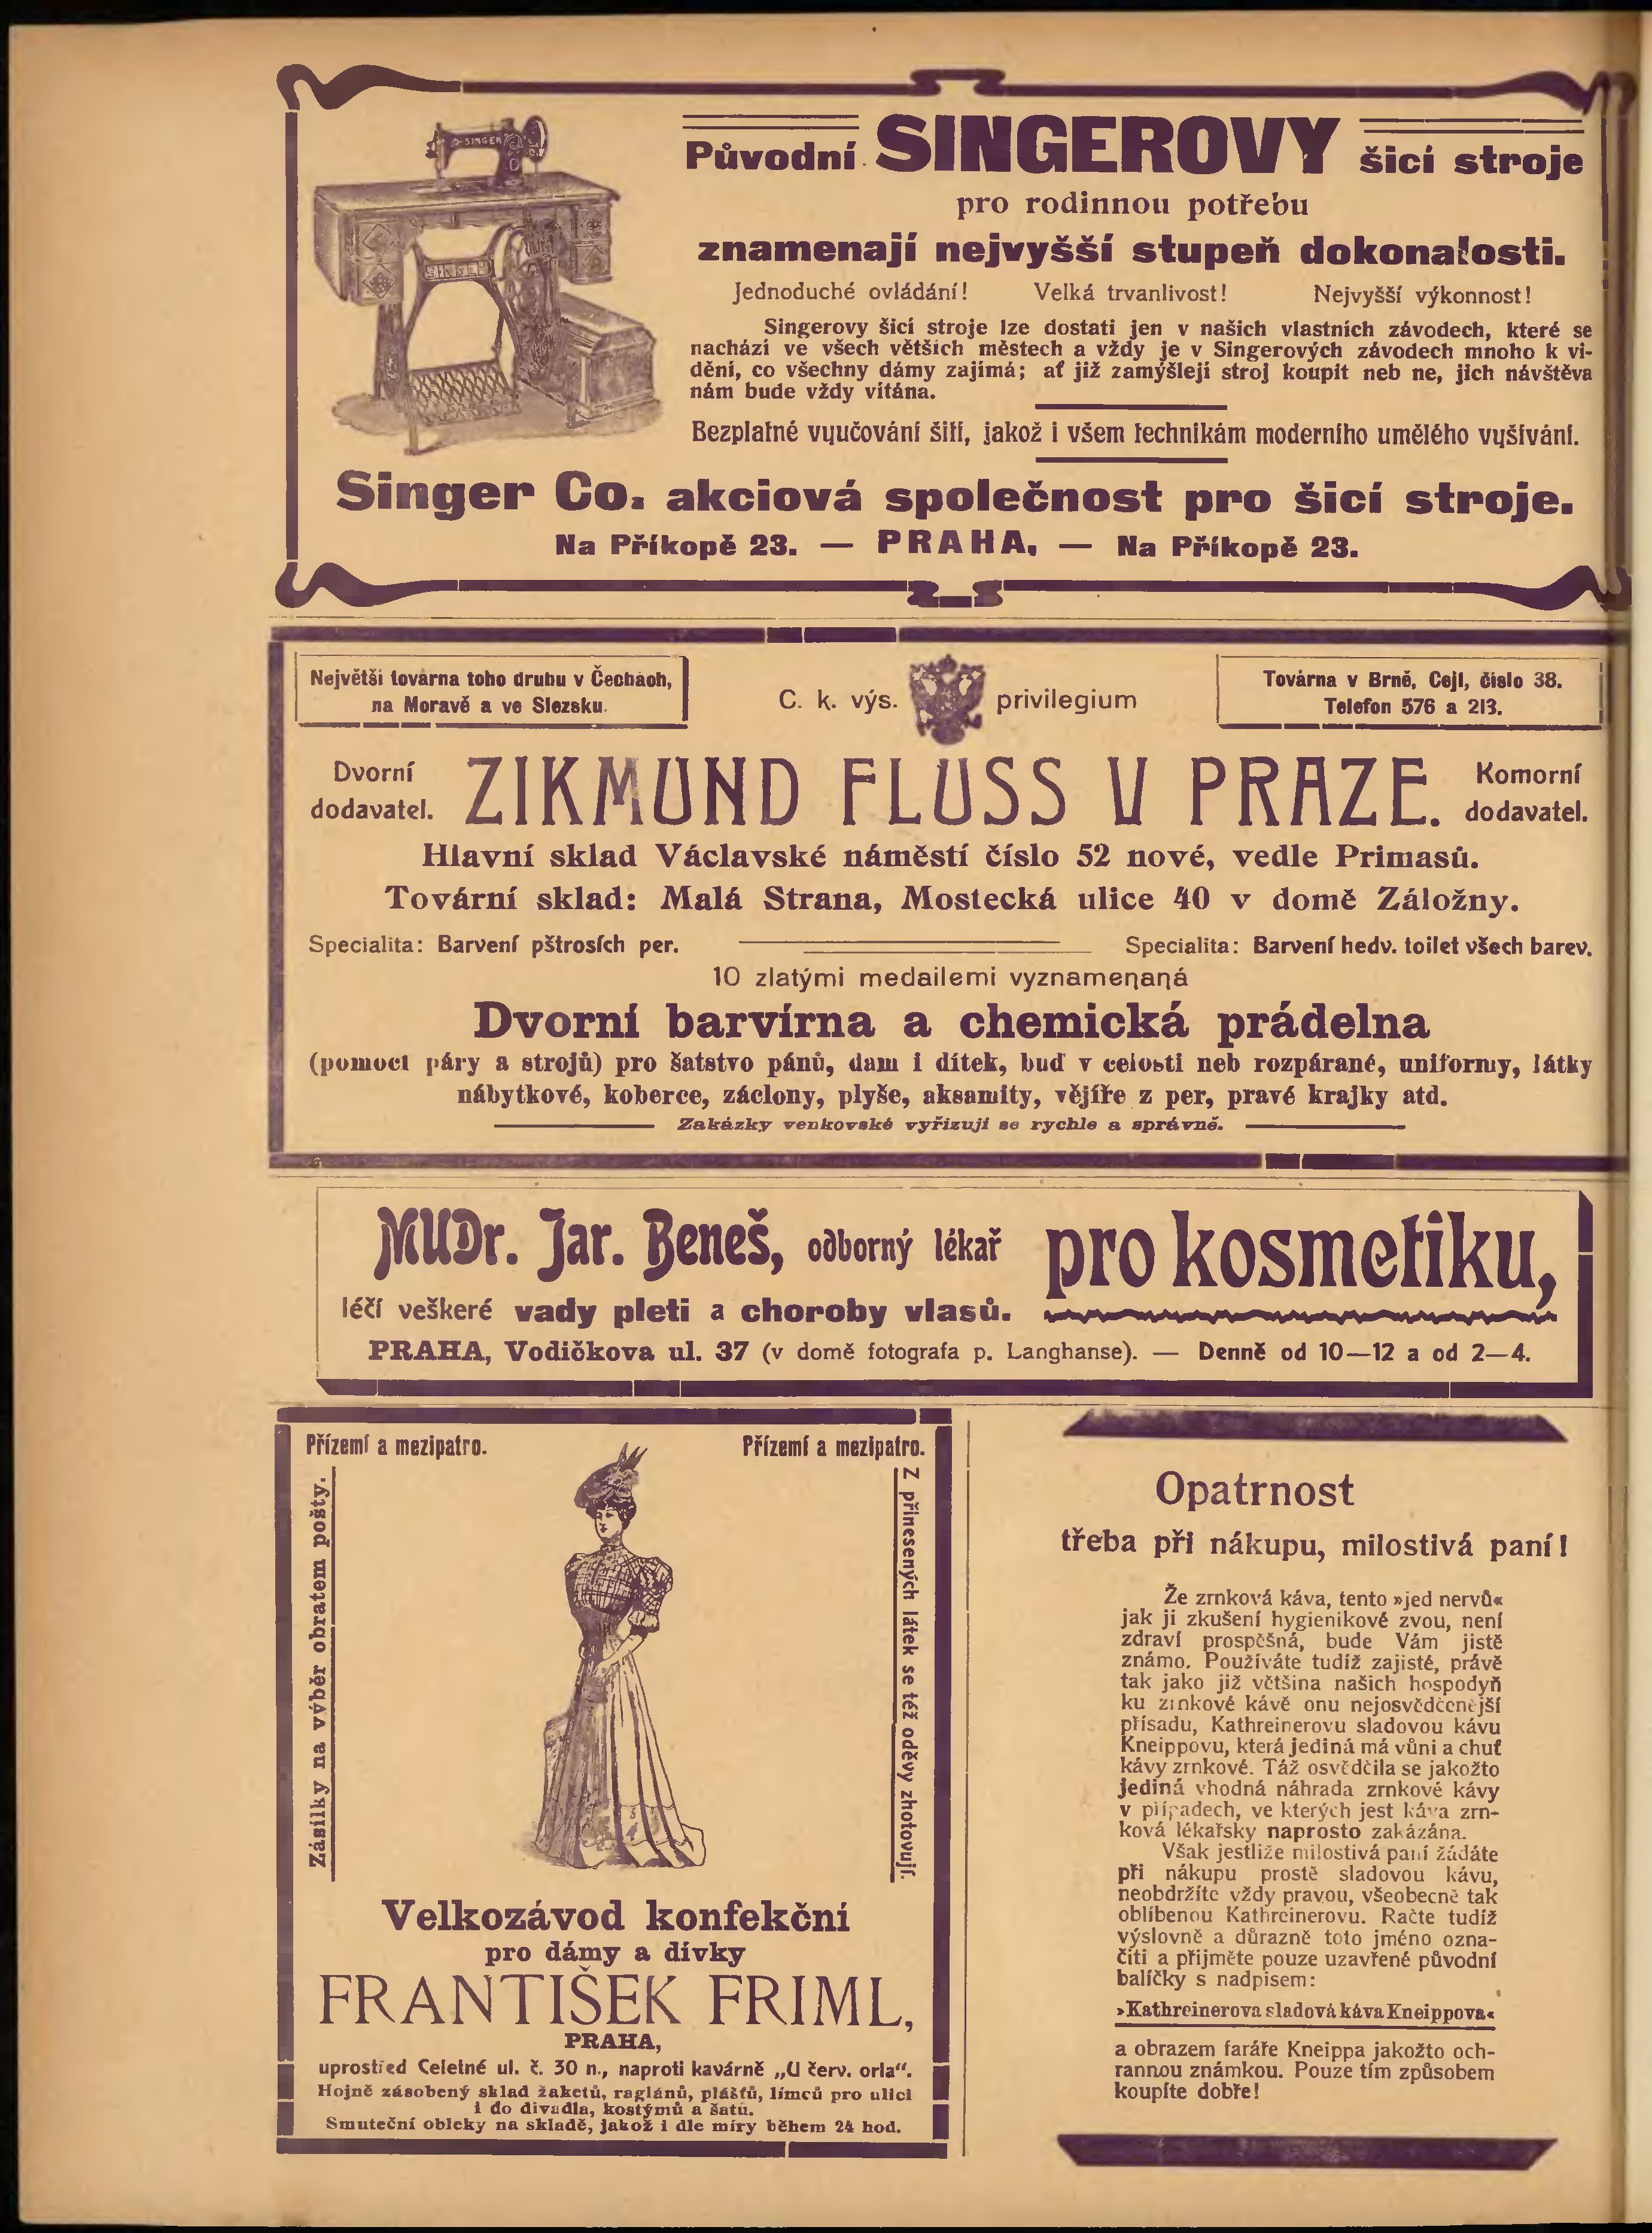 Původní SINGEROVY šicí stroje
pro rodinnou potřebu
znamenají nejvyšší stupeň dokonalosti.
Jednoduché ovládání! Velká trvanlivost! Nejvyšší výkonnost!
Singerovy šicí stroje lze dostati jen v našich vlastních závodech, které se
nachází ve všech větších městech a vždy je v Singerových závodech mnoho k vi-
dění, co všechny dámy zajímá; ať již zamýšlejí stroj koupit neb ne, jich návštěva
nám bude vždy vítána.
Bezplatné vyučování šití, jakož i všem technikám moderního umělého vyšívání.
Singer Co. akciová společnost pro šicí stroje.
Na Příkopě 23. — PRAHA, — Na Příkopě 23.
SINGER
SINGER
Největší továrna toho druhu v Čechách,
na Moravě a ve Slezsku.
C. k. výs. privilegium
Továrna v Brně, Cejl, číslo 38.
Telefon 576 a 213.
Dvorní
dodavatel.
ZIKMUND FLUSS V PRAZE.
Komorní
dodavatel.
Hlavní sklad Václavské náměstí číslo 52 nové, vedle Primasů.
Tovární sklad: Malá Strana, Mostecká ulice 40 v domě Záložny.
Specialita: Barvení pštrosích per. Specialita: Barvení hedv. toilet všech barev.
10 zlatými medailemi vyznamenaná
Dvorní barvírna a chemická prádelna
(pomocí páry a strojů) pro šatstvo pánů, dam i dítek, buď v celosti neb rozpárané, uniformy, látky
nábytkové, koberce, záclony, plyše, aksamity, vějíře z per, pravé krajky atd.
Zakázky venkovské vyřizují se rychle a správně.
MUDr. Jar. Beneš, odborný lékař pro kosmetiku,
léčí veškeré vady pleti a choroby vlasů.
PRAHA, Vodičkova ul. 37 (v domě fotografa p. Langhanse). — Denně od 10—12 a od 2—4.
Přízemí a mezipatro. Přízemí a mezipatro.
Zásilky na výběr obratem pošty.
Z přinesených látek se též oděvy zhotovují.
Velkozávod konfekční
pro dámy a dívky
FRANTIŠEK FRIML,
PRAHA,
uprostřed Celetné ul. č. 30 n., naproti kavárně „U červ. orla“.
Hojně zásobený sklad žaketů, raglánů, plášťů, límců pro ulici
i do divadla, kostýmů a šatů.
Smuteční obleky na skladě, jakož i dle míry během 24 hod.
Opatrnost
třeba při nákupu, milostivá paní!
Že zrnková káva, tento »jed nervů«
jak ji zkušení hygienikové zvou, není
zdraví prospěšná, bude Vám jistě
známo. Používáte tudíž zajisté, právě
tak jako již většina našich hospodyň
ku zrnkové kávě onu nejosvědčenější
přísadu, Kathreinerovu sladovou kávu
Kneippovu, která jediná má vůni a chuť
kávy zrnkové. Táž osvědčila se jakožto
jediná vhodná náhrada zrnkové kávy
v případech, ve kterých jest káva zrn-
ková lékařsky naprosto zakázána.
Však jestliže milostivá paní žádáte
při nákupu prostě sladovou kávu,
neobdržíte vždy pravou, všeobecně tak
oblíbenou Kathreinerovu. Račte tudíž
výslovně a důrazně toto jméno ozna-
čiti a přijměte pouze uzavřené původní
balíčky s nadpisem:
»Kathreinerova sladová káva Kneippova«
a obrazem faráře Kneippa jakožto och-
rannou známkou. Pouze tím způsobem
koupíte dobře!